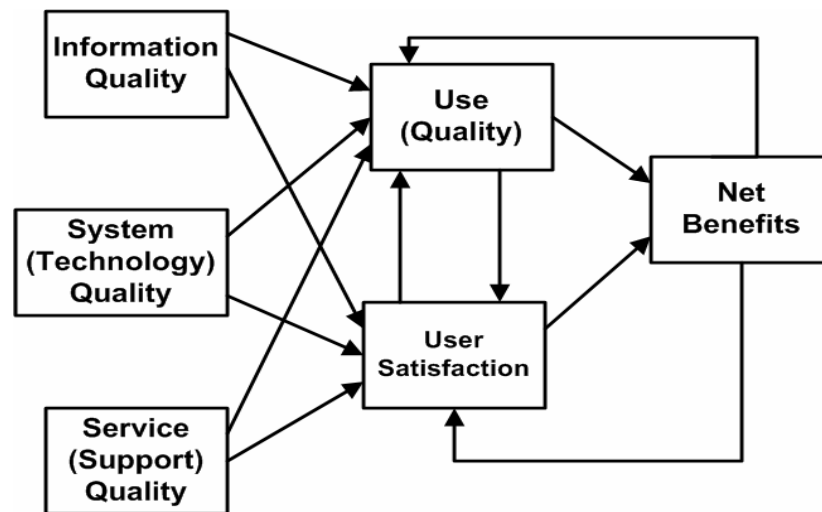 Information
Quality
Use
(Quality)
Net
Benefits
System
(Technology)
Quality
User
Satisfaction
Service
(Support)
Quality